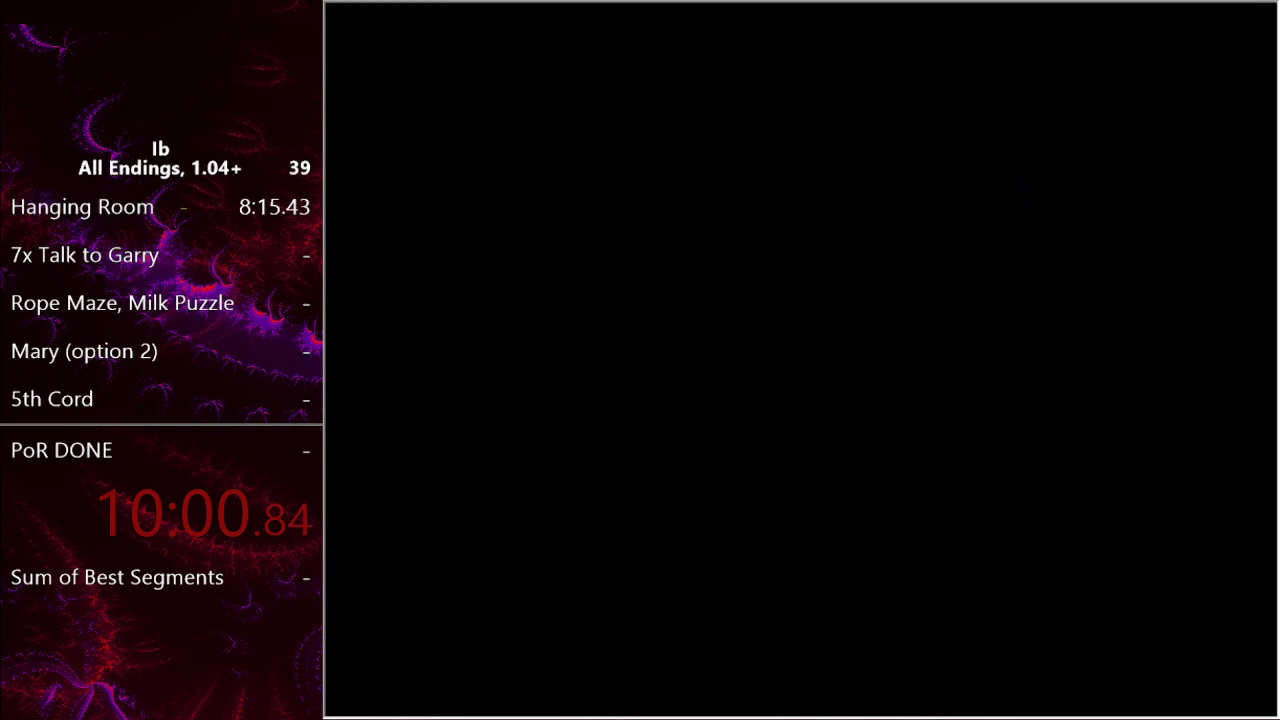 Ib
All Endings, 1.04+ 39
Hanging Room - 8:15.43
7x Talk to Garry -
Rope Maze, Milk Puzzle -
Mary (option 2) -
5th Cord -
PoR DONE -
10:00.84
Sum of Best Segments -